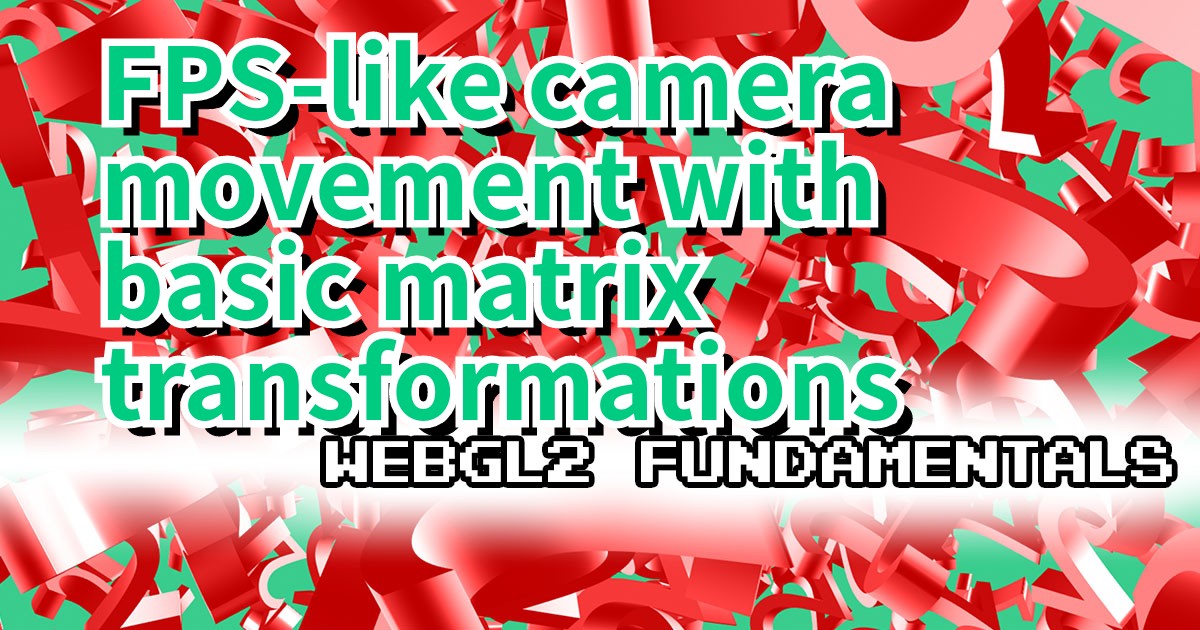 FPS-like camera
movement with
basic matrix
transformations
WEBGL2 FUNDAMENTALS